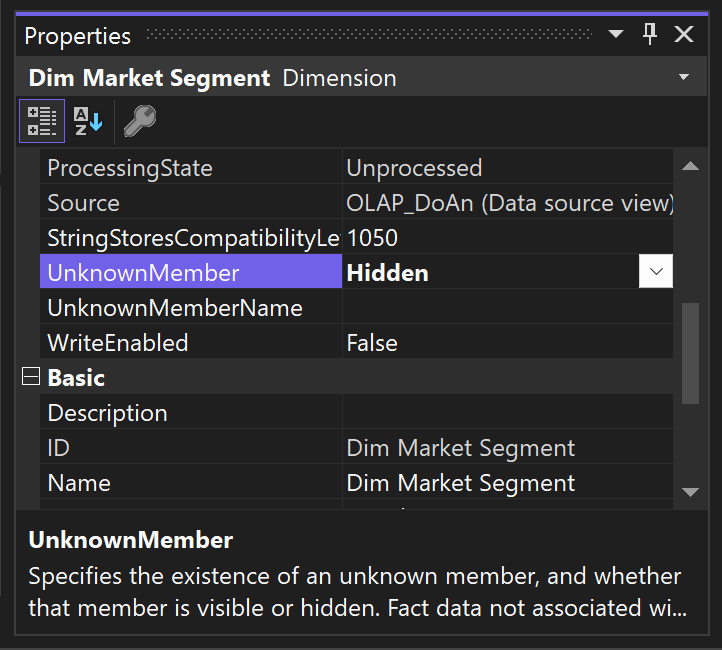 Properties
Dim Market Segment Dimension
ProcessingState Unprocessed
Source OLAP_DoAn (Data source view)
StringStoresCompatibilityLe 1050
UnknownMember Hidden
UnknownMemberName
WriteEnabled False
Basic
Description
ID Dim Market Segment
Name Dim Market Segment
UnknownMember
Specifies the existence of an unknown member, and whether
that member is visible or hidden. Fact data not associated wi...